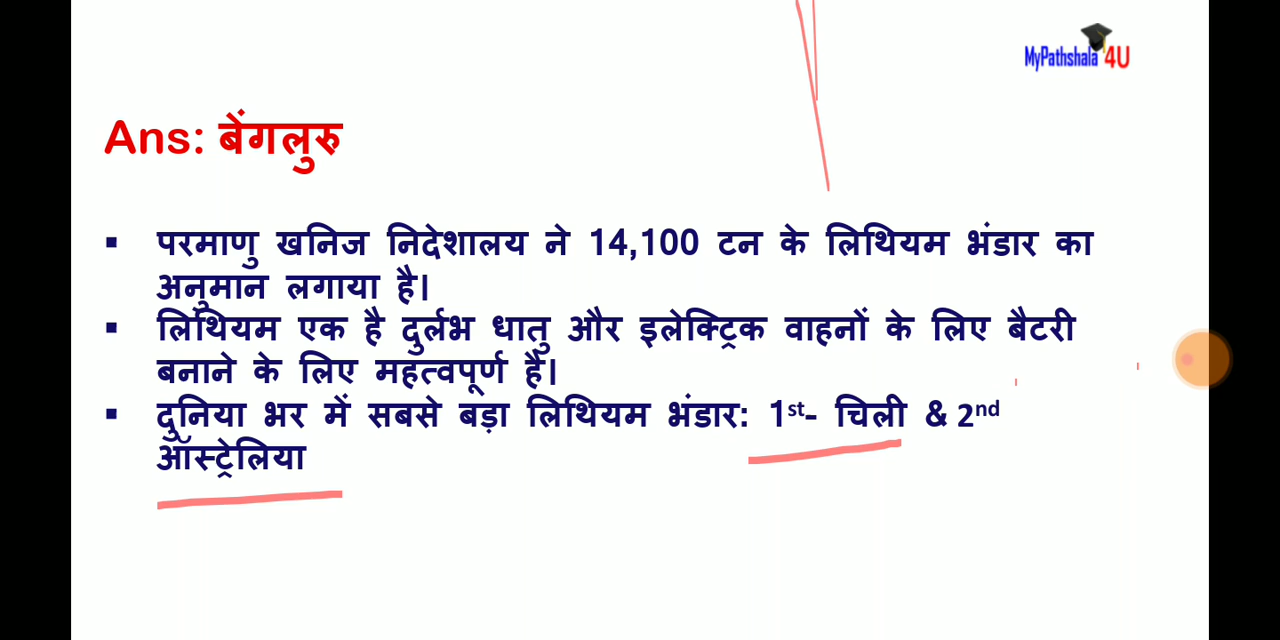 MyPathshala 4U
Ans: बेंगलुरु
▪ परमाणु खनिज निदेशालय ने 14,100 टन के लिथियम भंडार का
अनुमान लगाया है।
▪ लिथियम एक है दुर्लभ धातु और इलेक्ट्रिक वाहनों के लिए बैटरी
बनाने के लिए महत्वपूर्ण है।
▪ दुनिया भर में सबसे बड़ा लिथियम भंडार: 1st- चिली & 2nd
ऑस्ट्रेलिया